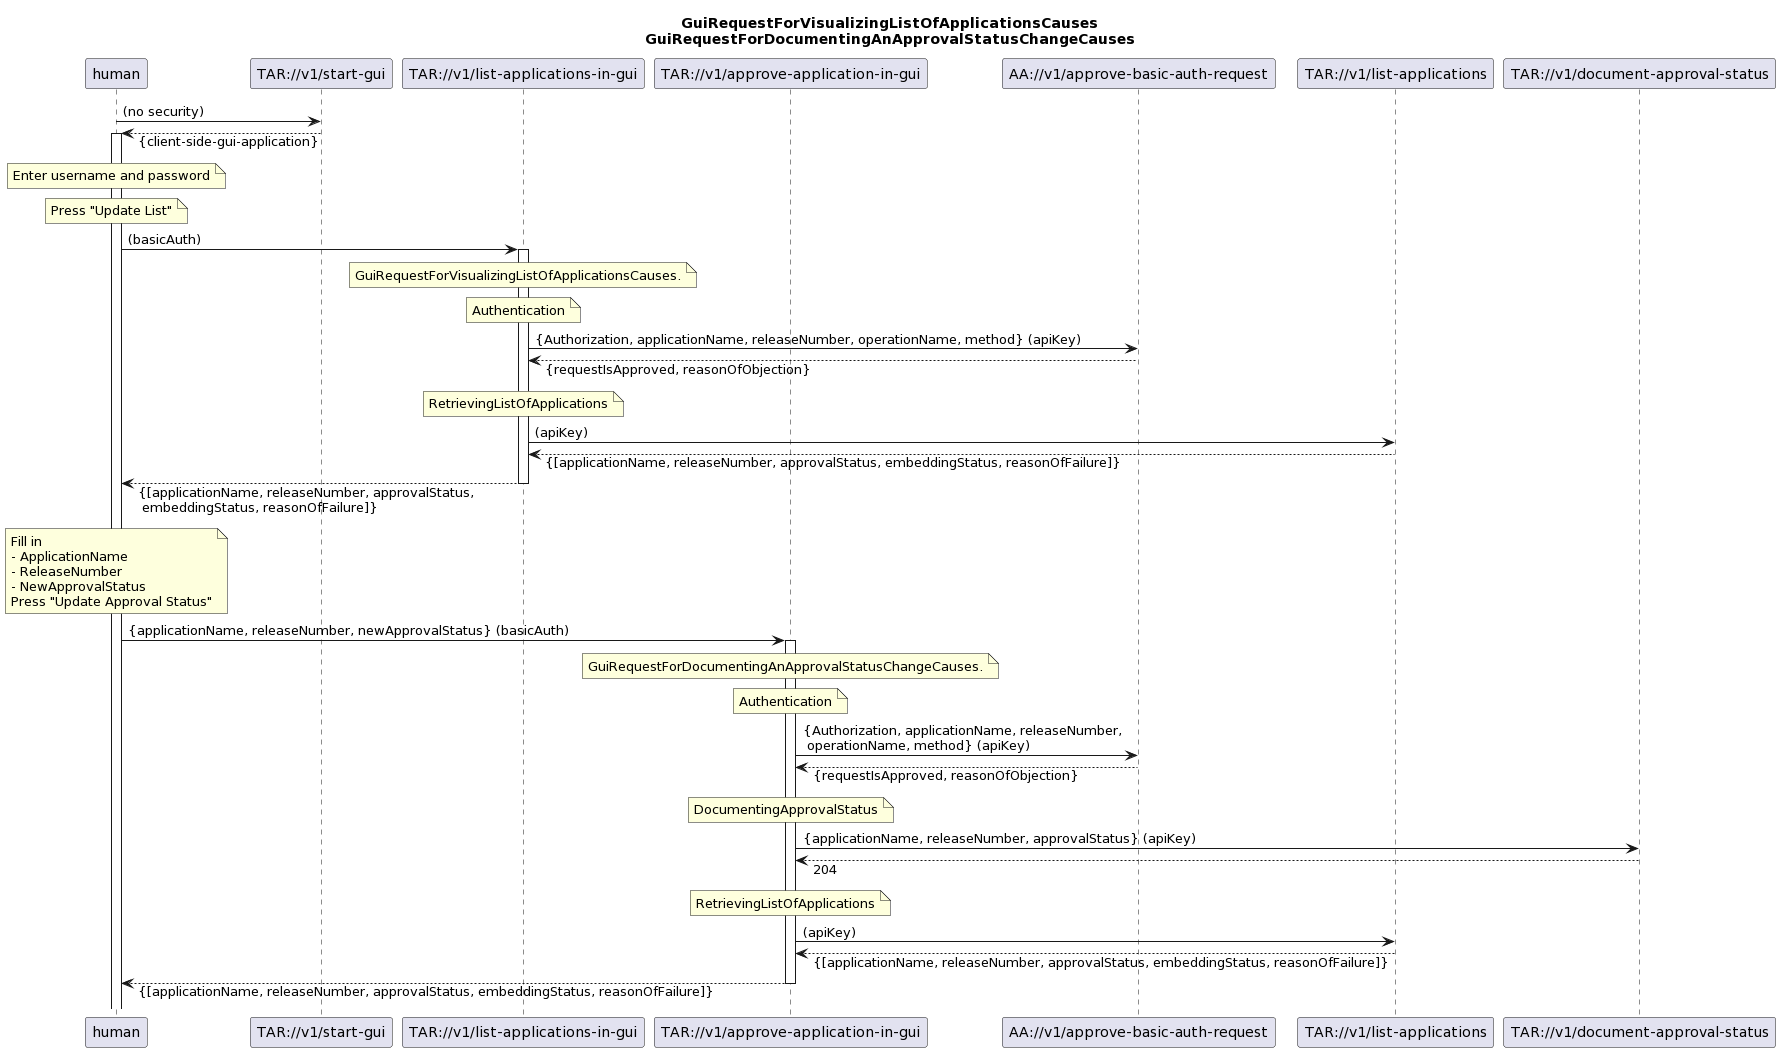 GuiRequestForVisualizingListOfApplicationsCauses
GuiRequestForDocumentingAnApprovalStatusChangeCauses
human
TAR://v1/start-gui
TAR://v1/list-applications-in-gui
TAR://v1/approve-application-in-gui
AA://v1/approve-basic-auth-request
TAR://v1/list-applications
TAR://v1/document-approval-status
(no security)
{client-side-gui-application}
Enter username and password
Press "Update List"
(basicAuth)
GuiRequestForVisualizingListOfApplicationsCauses.
Authentication
{Authorization, applicationName, releaseNumber, operationName, method} (apiKey)
{requestIsApproved, reasonOfObjection}
RetrievingListOfApplications
(apiKey)
{[applicationName, releaseNumber, approvalStatus, embeddingStatus, reasonOfFailure]}
{[applicationName, releaseNumber, approvalStatus,
embeddingStatus, reasonOfFailure]}
Fill in
- ApplicationName
- ReleaseNumber
- NewApprovalStatus
Press "Update Approval Status"
{applicationName, releaseNumber, newApprovalStatus} (basicAuth)
GuiRequestForDocumentingAnApprovalStatusChangeCauses.
Authentication
{Authorization, applicationName, releaseNumber,
operationName, method} (apiKey)
{requestIsApproved, reasonOfObjection}
DocumentingApprovalStatus
{applicationName, releaseNumber, approvalStatus} (apiKey)
204
RetrievingListOfApplications
(apiKey)
{[applicationName, releaseNumber, approvalStatus, embeddingStatus, reasonOfFailure]}
{[applicationName, releaseNumber, approvalStatus, embeddingStatus, reasonOfFailure]}
human
TAR://v1/start-gui
TAR://v1/list-applications-in-gui
TAR://v1/approve-application-in-gui
AA://v1/approve-basic-auth-request
TAR://v1/list-applications
TAR://v1/document-approval-status